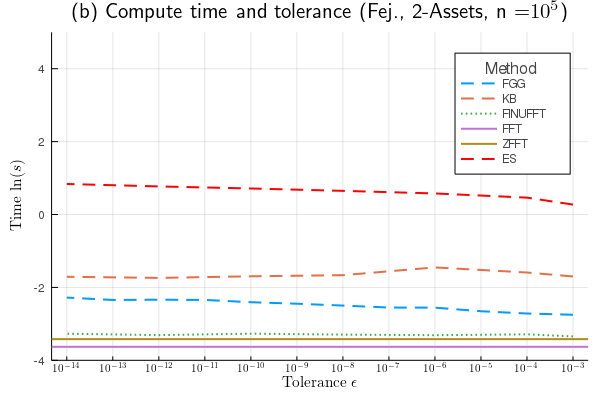 (b) Compute time and tolerance (Fej., 2-Assets, n =10⁵)
Time ln(s)
4
2
0
-2
-4
Method
FGG
KB
FINUFFT
FFT
ZFFT
ES
10⁻¹⁴ 10⁻¹³ 10⁻¹² 10⁻¹¹ 10⁻¹⁰ 10⁻⁹ 10⁻⁸ 10⁻⁷ 10⁻⁶ 10⁻⁵ 10⁻⁴ 10⁻³
Tolerance ϵ